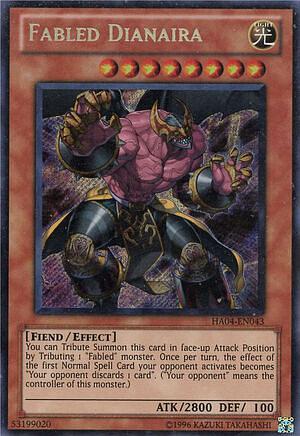 FABLED DIANAIRA
LIGHT
光
HA04-EN043
[FIEND / EFFECT]
You can Tribute Summon this card in face-up Attack Position
by Tributing 1 "Fabled" monster. Once per turn, the effect of
the first Normal Spell Card your opponent activates becomes
"Your opponent discards 1 card". ("Your opponent" means the
controller of this monster.)
ATK/2800 DEF/ 100
53199020
©1996 KAZUKI TAKAHASHI